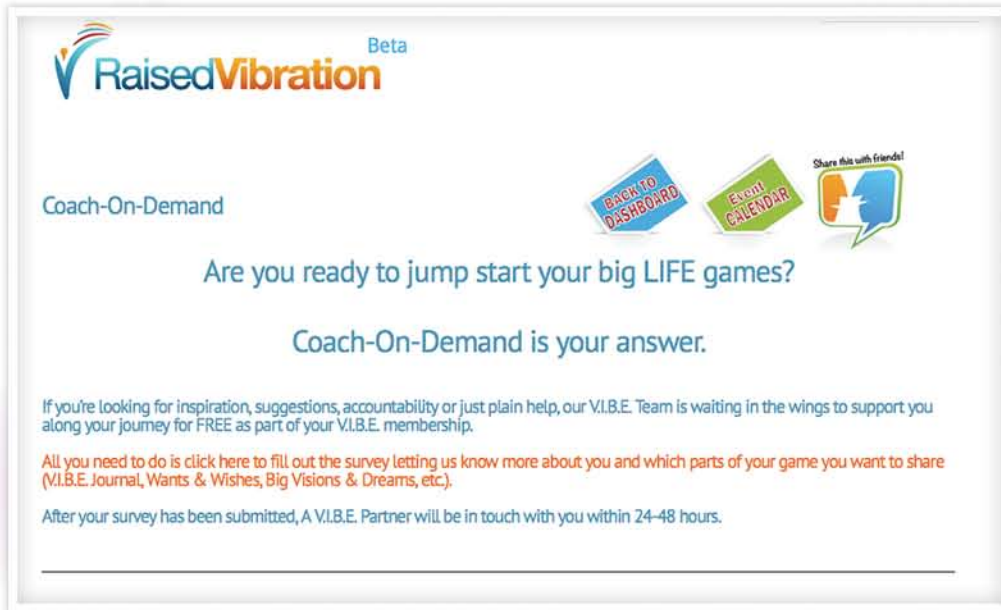 Beta
RaisedVibration
Share this with friends!
BACK TO
DASHBOARD
Event
CALENDAR
Coach-On-Demand
Are you ready to jump start your big LIFE games?
Coach-On-Demand is your answer.
If you're looking for inspiration, suggestions, accountability or just plain help, our V.I.B.E. Team is waiting in the wings to support you
along your journey for FREE as part of your V.I.B.E. membership.
All you need to do is click here to fill out the survey letting us know more about you and which parts of your game you want to share
(V.I.B.E. Journal, Wants & Wishes, Big Visions & Dreams, etc.).
After your survey has been submitted, A V.I.B.E. Partner will be in touch with you within 24-48 hours.